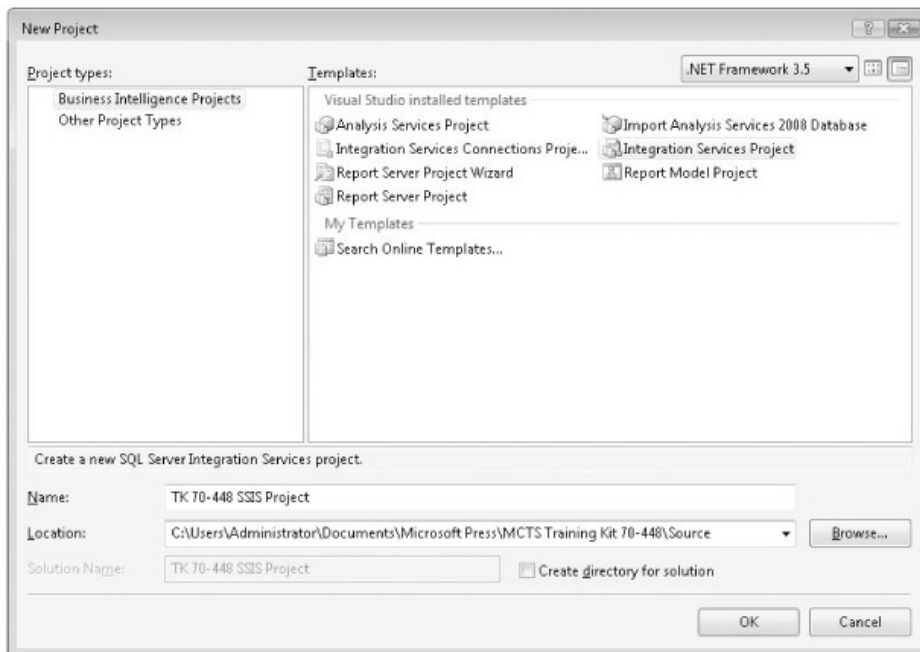 New Project
Project types:
Templates:
.NET Framework 3.5
Business Intelligence Projects
Other Project Types
Visual Studio installed templates
Analysis Services Project
Import Analysis Services 2008 Database
Integration Services Connections Proje...
Integration Services Project
Report Server Project Wizard
Report Model Project
Report Server Project
My Templates
Search Online Templates...
Create a new SQL Server Integration Services project.
Name:
TK 70-448 SSIS Project
Location:
C:\Users\Administrator\Documents\Microsoft Press\MCTS Training Kit 70-448\Source
Browse...
Solution Name:
TK 70-448 SSIS Project
Create directory for solution
OK
Cancel